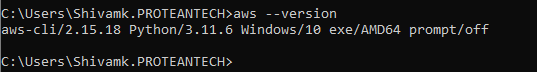 C:\Users\Shivamk.PROTEANTECH>aws --version
aws-cli/2.15.18 Python/3.11.6 Windows/10 exe/AMD64 prompt/off
C:\Users\Shivamk.PROTEANTECH>